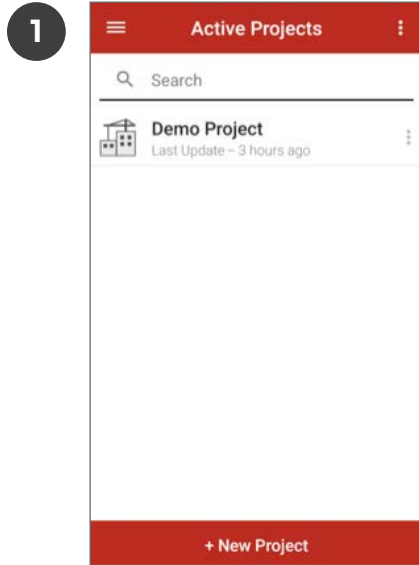 1
Active Projects
Search
Demo Project
Last Update – 3 hours ago
+ New Project